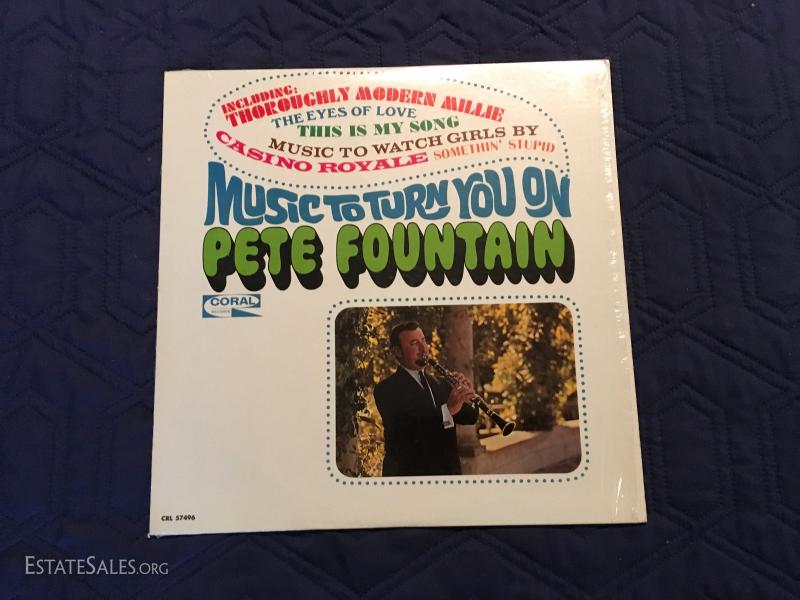 INCLUDING:
THOROUGHLY MODERN MILLIE
THE EYES OF LOVE
THIS IS MY SONG
MUSIC TO WATCH GIRLS BY
CASINO ROYALE SOMETHIN' STUPID
MUSIC TO TURN YOU ON
PETE FOUNTAIN
CORAL
RECORDS
CRL 57496
ESTATESALES.ORG